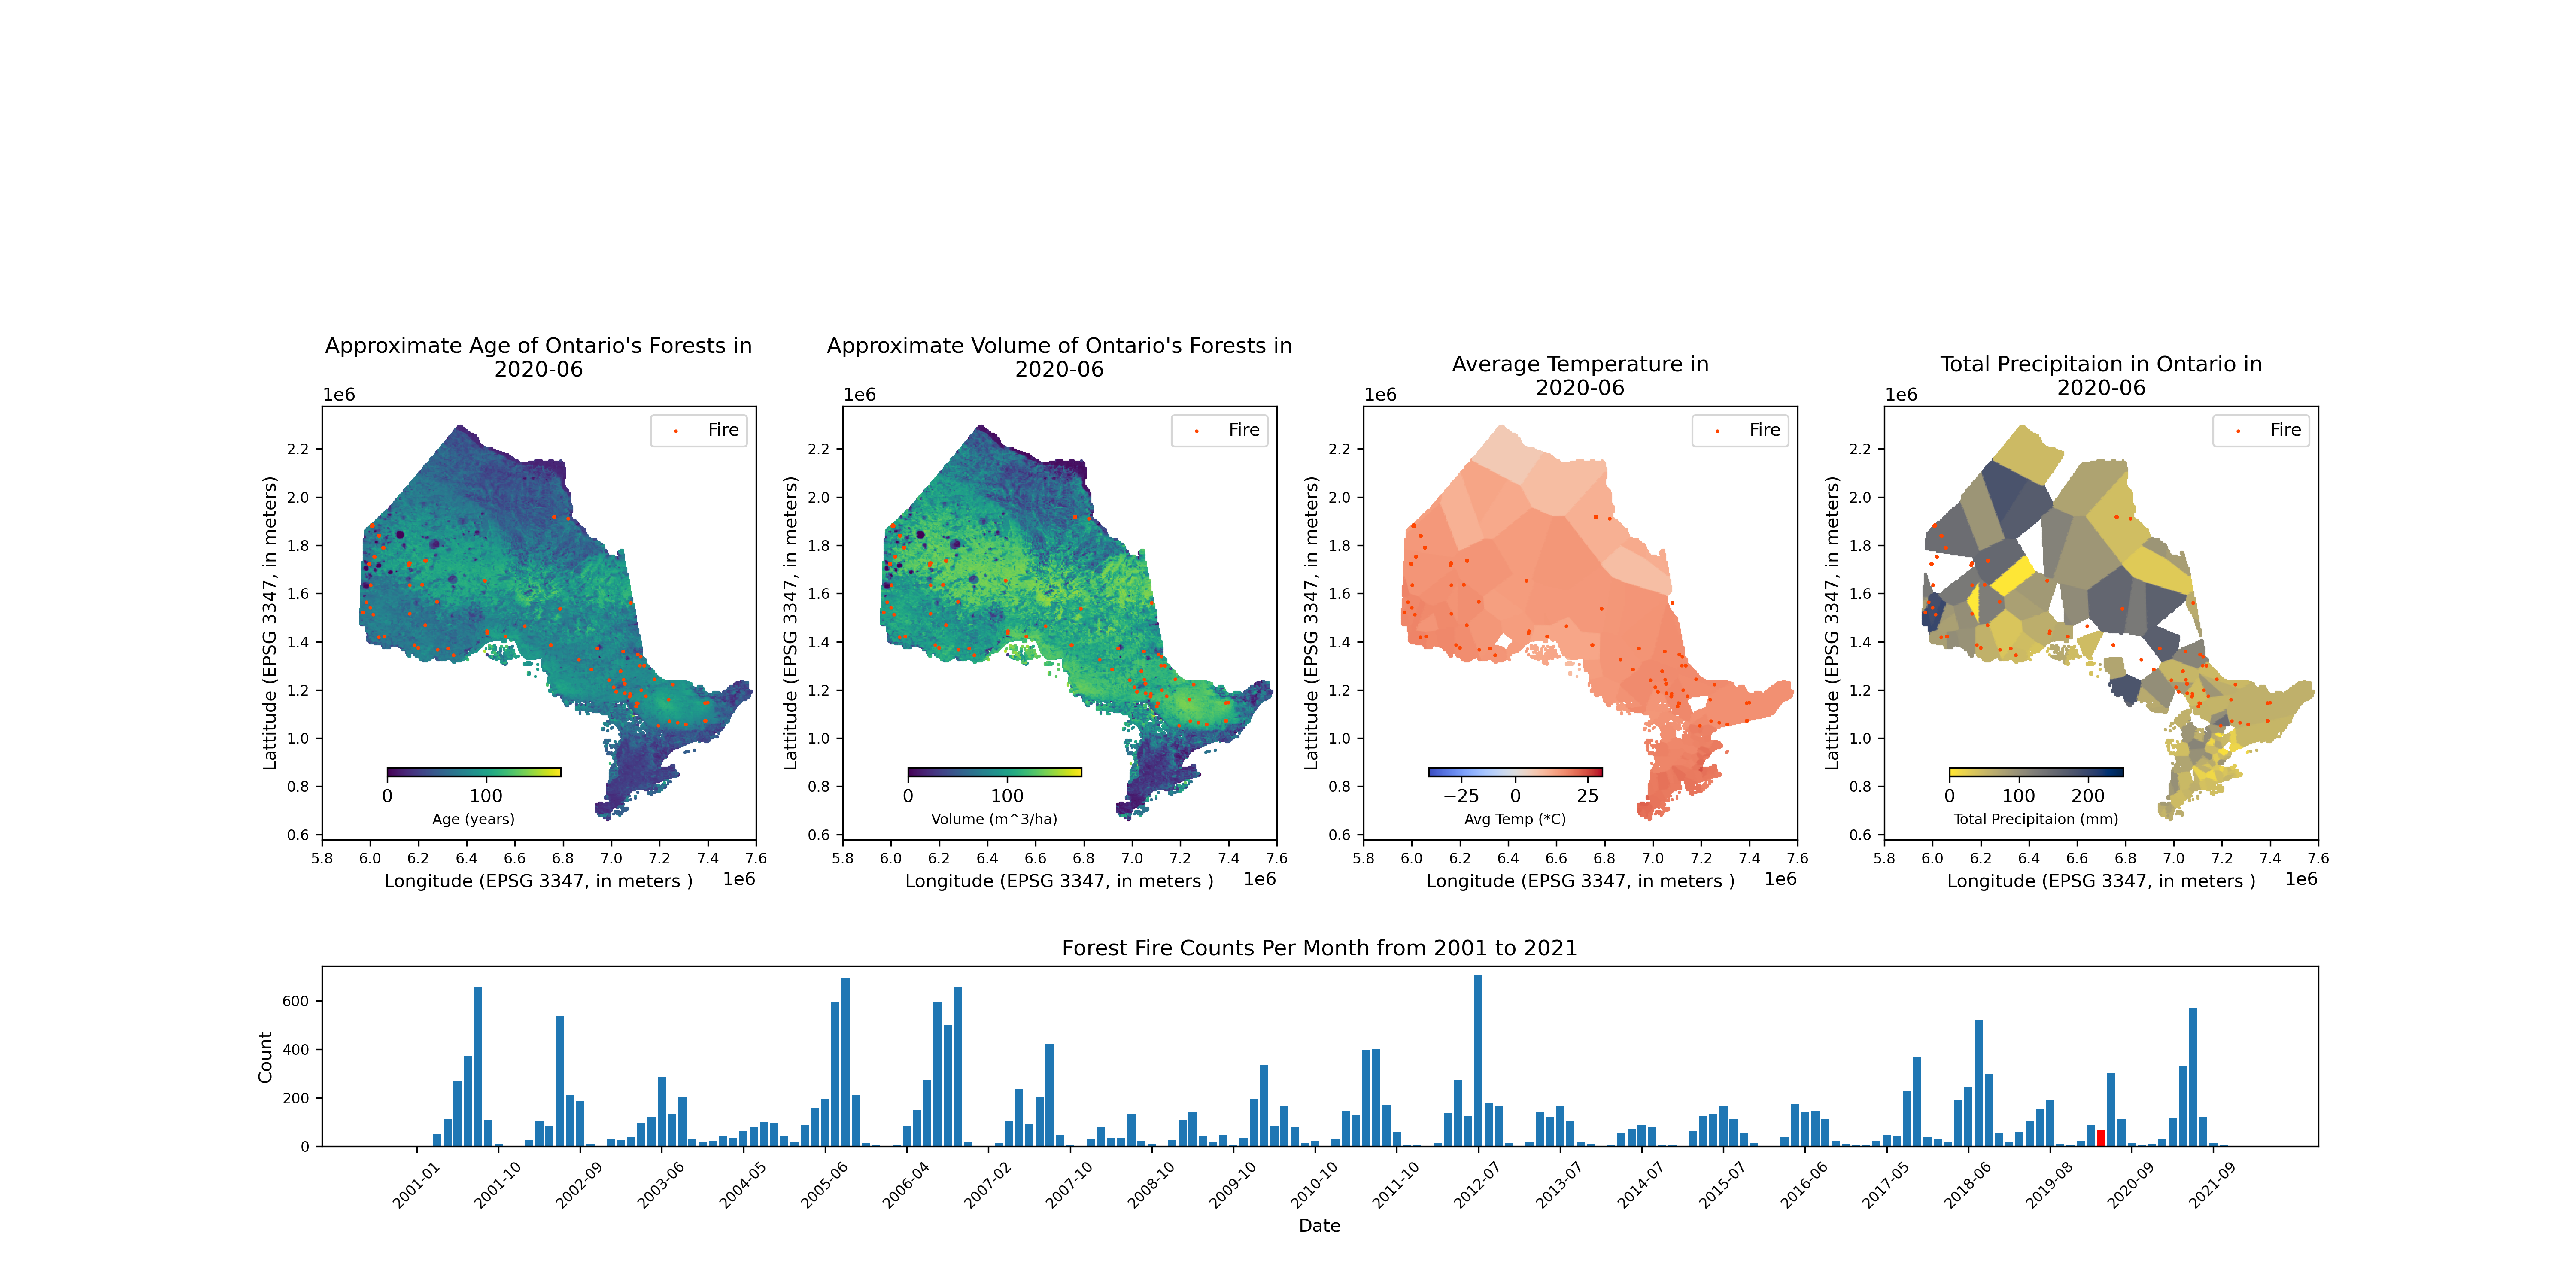 Approximate Age of Ontario's Forests in
2020-06
1e6
Fire
2.2
2.0
1.8
1.6
1.4
1.2
1.0
0.8
0.6
Lattitude (EPSG 3347, in meters)
0 100
Age (years)
5.8 6.0 6.2 6.4 6.6 6.8 7.0 7.2 7.4 7.6
Longitude (EPSG 3347, in meters )
1e6
Approximate Volume of Ontario's Forests in
2020-06
1e6
Fire
2.2
2.0
1.8
1.6
1.4
1.2
1.0
0.8
0.6
Lattitude (EPSG 3347, in meters)
0 100
Volume (m^3/ha)
5.8 6.0 6.2 6.4 6.6 6.8 7.0 7.2 7.4 7.6
Longitude (EPSG 3347, in meters )
1e6
Average Temperature in
2020-06
1e6
Fire
2.2
2.0
1.8
1.6
1.4
1.2
1.0
0.8
0.6
Lattitude (EPSG 3347, in meters)
−25 0 25
Avg Temp (*C)
5.8 6.0 6.2 6.4 6.6 6.8 7.0 7.2 7.4 7.6
Longitude (EPSG 3347, in meters )
1e6
Total Precipitaion in Ontario in
2020-06
1e6
Fire
2.2
2.0
1.8
1.6
1.4
1.2
1.0
0.8
0.6
Lattitude (EPSG 3347, in meters)
0 100 200
Total Precipitaion (mm)
5.8 6.0 6.2 6.4 6.6 6.8 7.0 7.2 7.4 7.6
Longitude (EPSG 3347, in meters )
1e6
Forest Fire Counts Per Month from 2001 to 2021
600
400
200
0
Count
2001-01 2001-10 2002-09 2003-06 2004-05 2005-06 2006-04 2007-02 2007-10 2008-10 2009-10 2010-10 2011-10 2012-07 2013-07 2014-07 2015-07 2016-06 2017-05 2018-06 2019-08 2020-09 2021-09
Date